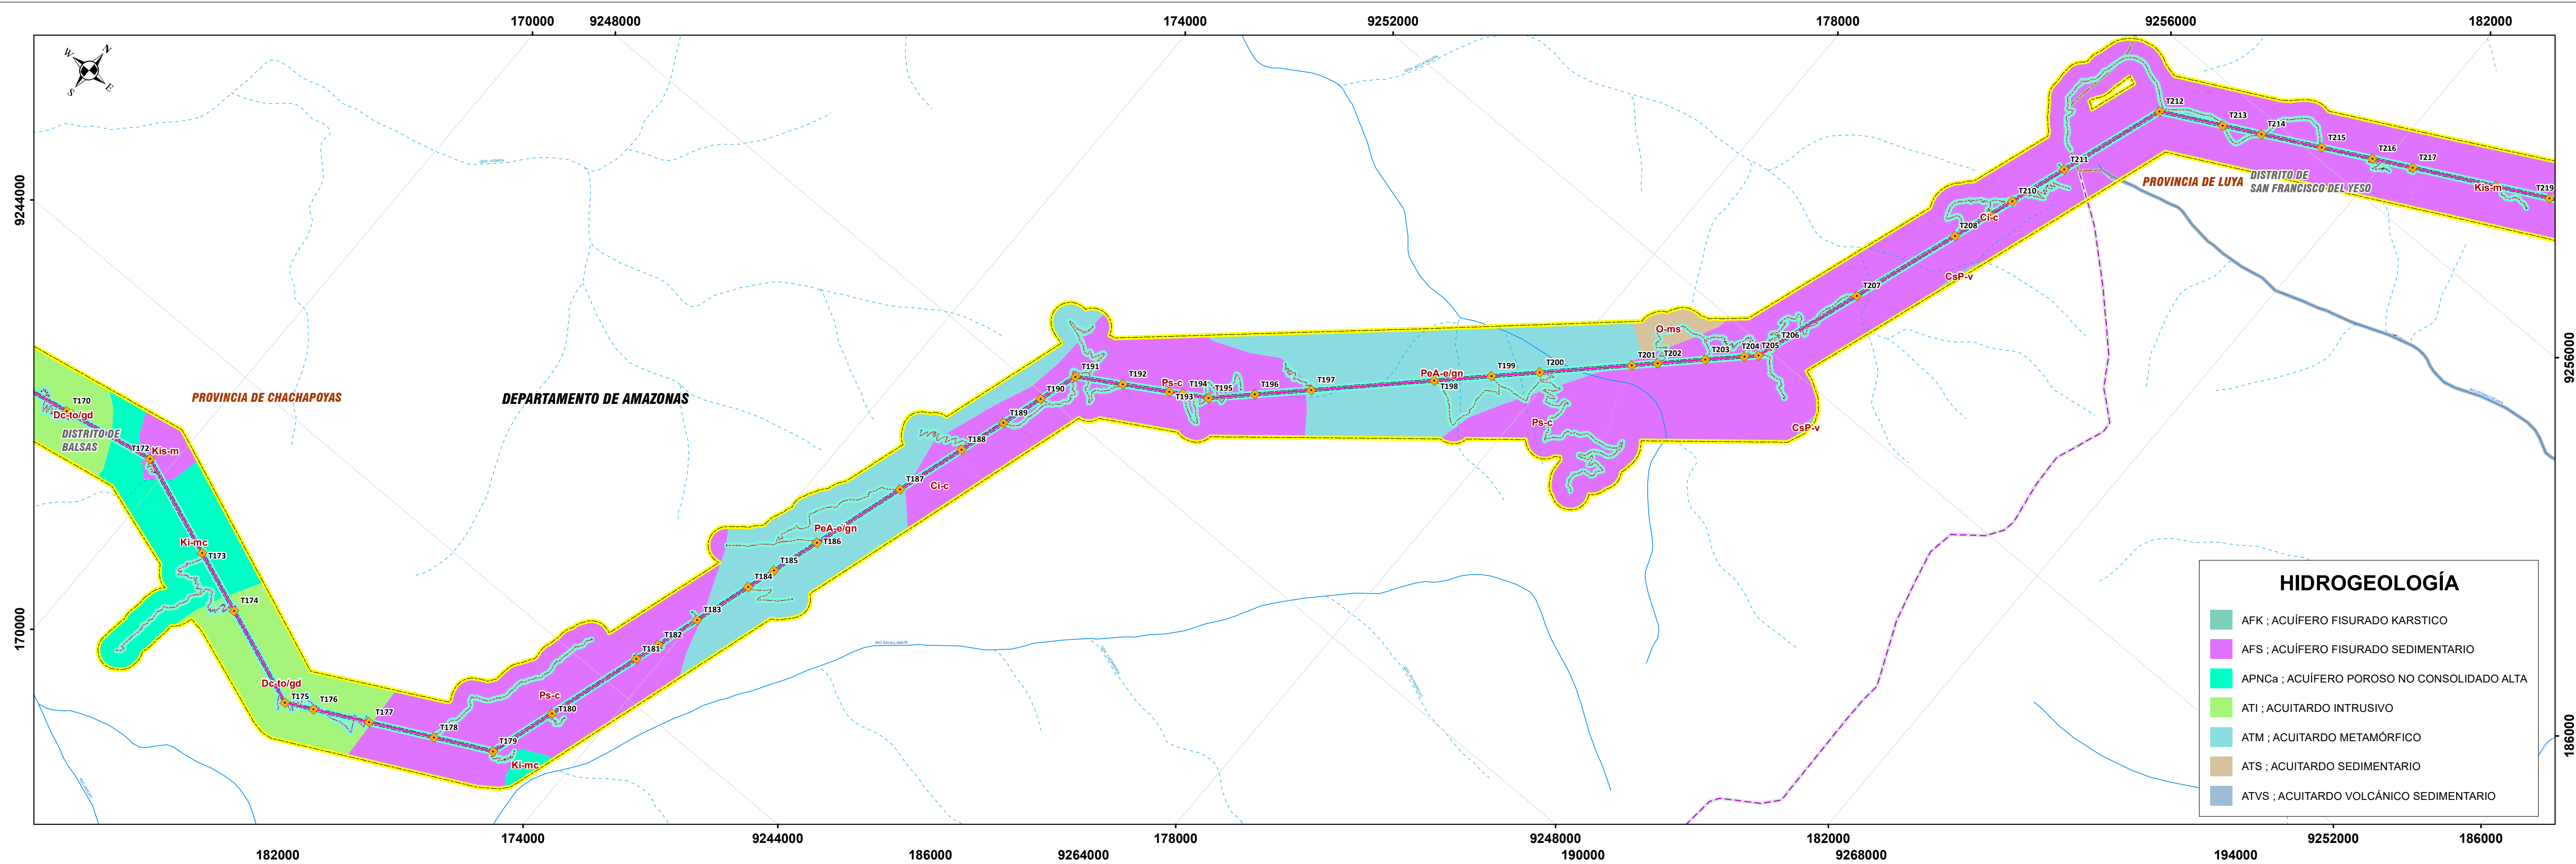 170000
9248000
174000
9252000
178000
9256000
182000
N
W
E
S
9244000
170000
9256000
186000
T170
Dc-to/gd
DISTRITO DE
BALSAS
PROVINCIA DE CHACHAPOYAS
T172
Kis-m
Ki-mc
T173
T174
Dc-to/gd
T175
T176
T177
T178
T179
Ki-mc
Ps-c
T180
T181
T182
T183
T184
T185
PeA-e/gn
T186
T187
Ci-c
T188
T189
T190
T191
DEPARTAMENTO DE AMAZONAS
T192
Ps-c
T193
T194
T195
T196
T197
PeA-e/gn
T198
T199
T200
Ps-c
O-ms
T201
T202
T203
T204
T205
T206
CsP-v
T207
CsP-v
T208
Ci-c
T210
T211
T212
T213
T214
T215
T216
T217
Kis-m
T219
PROVINCIA DE LUYA
DISTRITO DE
SAN FRANCISCO DEL YESO
HIDROGEOLOGÍA
AFK ; ACUÍFERO FISURADO KARSTICO
AFS ; ACUÍFERO FISURADO SEDIMENTARIO
APNCa ; ACUÍFERO POROSO NO CONSOLIDADO ALTA
ATI ; ACUITARDO INTRUSIVO
ATM ; ACUITARDO METAMÓRFICO
ATS ; ACUITARDO SEDIMENTARIO
ATVS ; ACUITARDO VOLCÁNICO SEDIMENTARIO
174000
9244000
178000
9248000
182000
9252000
186000
182000
186000
9264000
190000
9268000
194000